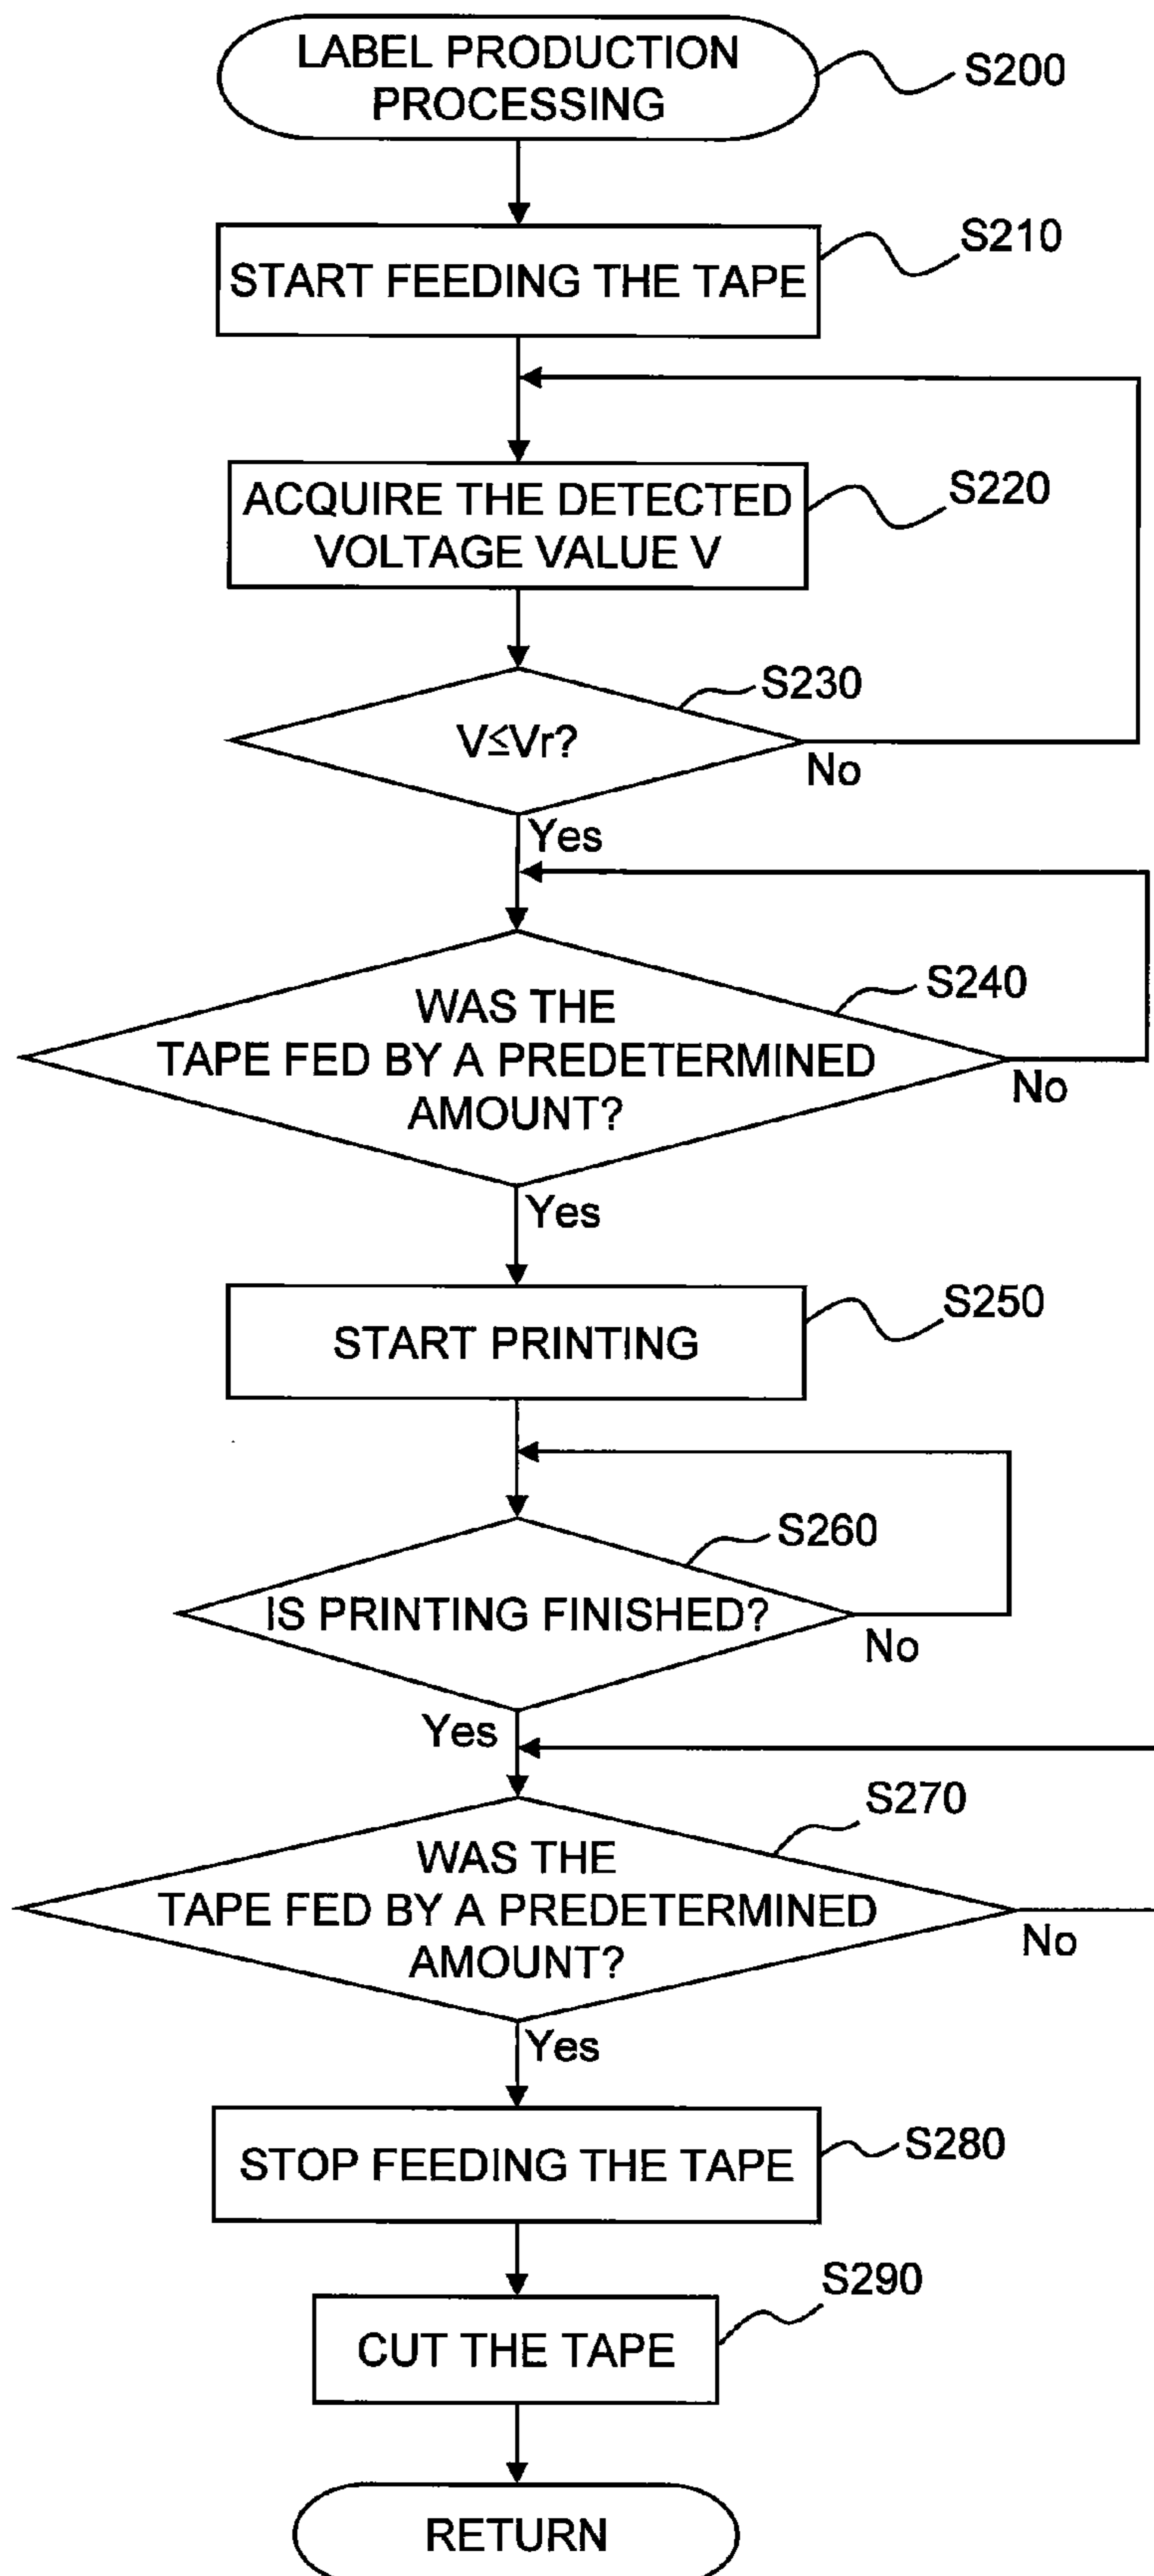 LABEL PRODUCTION
PROCESSING
S200
S210
START FEEDING THE TAPE
S220
ACQUIRE THE DETECTED
VOLTAGE VALUE V
S230
V≤Vr?
No
Yes
S240
WAS THE
TAPE FED BY A PREDETERMINED
AMOUNT?
No
Yes
S250
START PRINTING
S260
IS PRINTING FINISHED?
No
Yes
S270
WAS THE
TAPE FED BY A PREDETERMINED
AMOUNT?
No
Yes
S280
STOP FEEDING THE TAPE
S290
CUT THE TAPE
RETURN